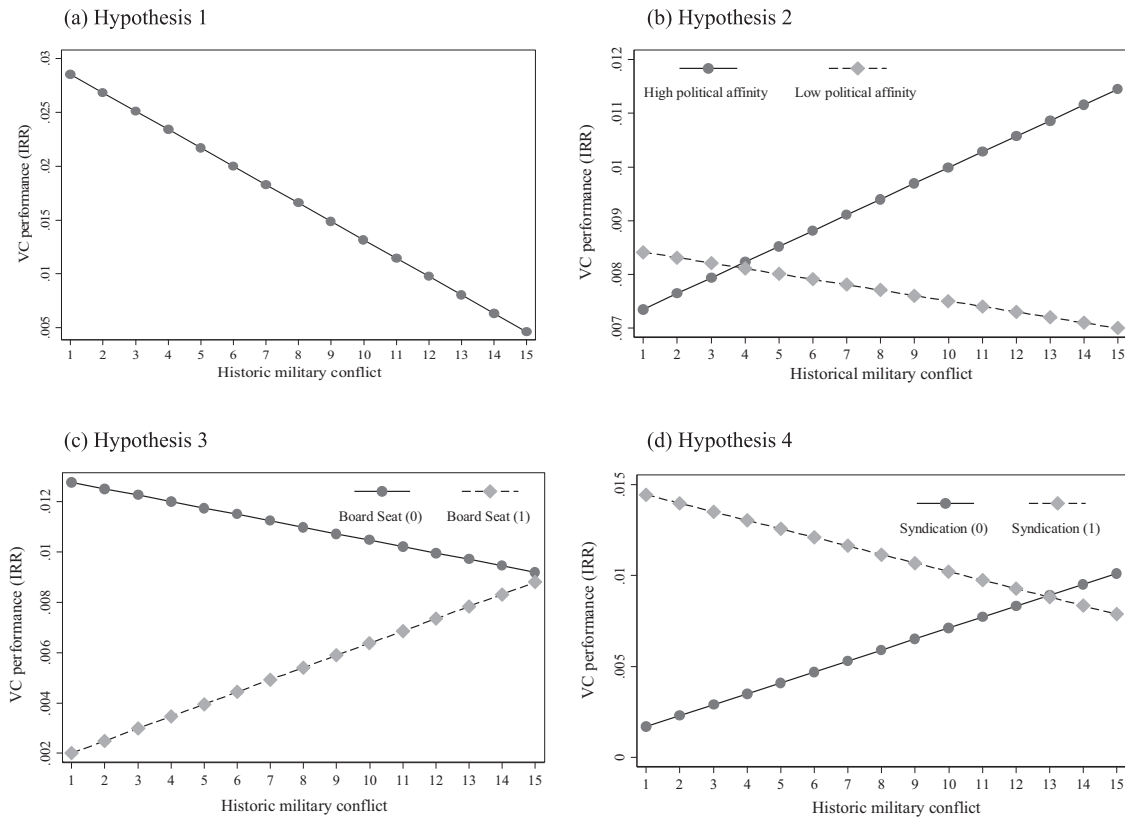 (a) Hypothesis 1
VC performance (IRR)
.03
.025
.02
.015
.01
.005
1 2 3 4 5 6 7 8 9 10 11 12 13 14 15
Historic military conflict
(b) Hypothesis 2
High political affinity Low political affinity
VC performance (IRR)
.012
.011
.01
.009
.008
.007
1 2 3 4 5 6 7 8 9 10 11 12 13 14 15
Historical military conflict
(c) Hypothesis 3
Board Seat (0) Board Seat (1)
VC performance (IRR)
.012
.01
.008
.006
.004
.002
1 2 3 4 5 6 7 8 9 10 11 12 13 14 15
Historic military conflict
(d) Hypothesis 4
Syndication (0) Syndication (1)
VC performance (IRR)
.015
.01
.005
0
1 2 3 4 5 6 7 8 9 10 11 12 13 14 15
Historic military conflict